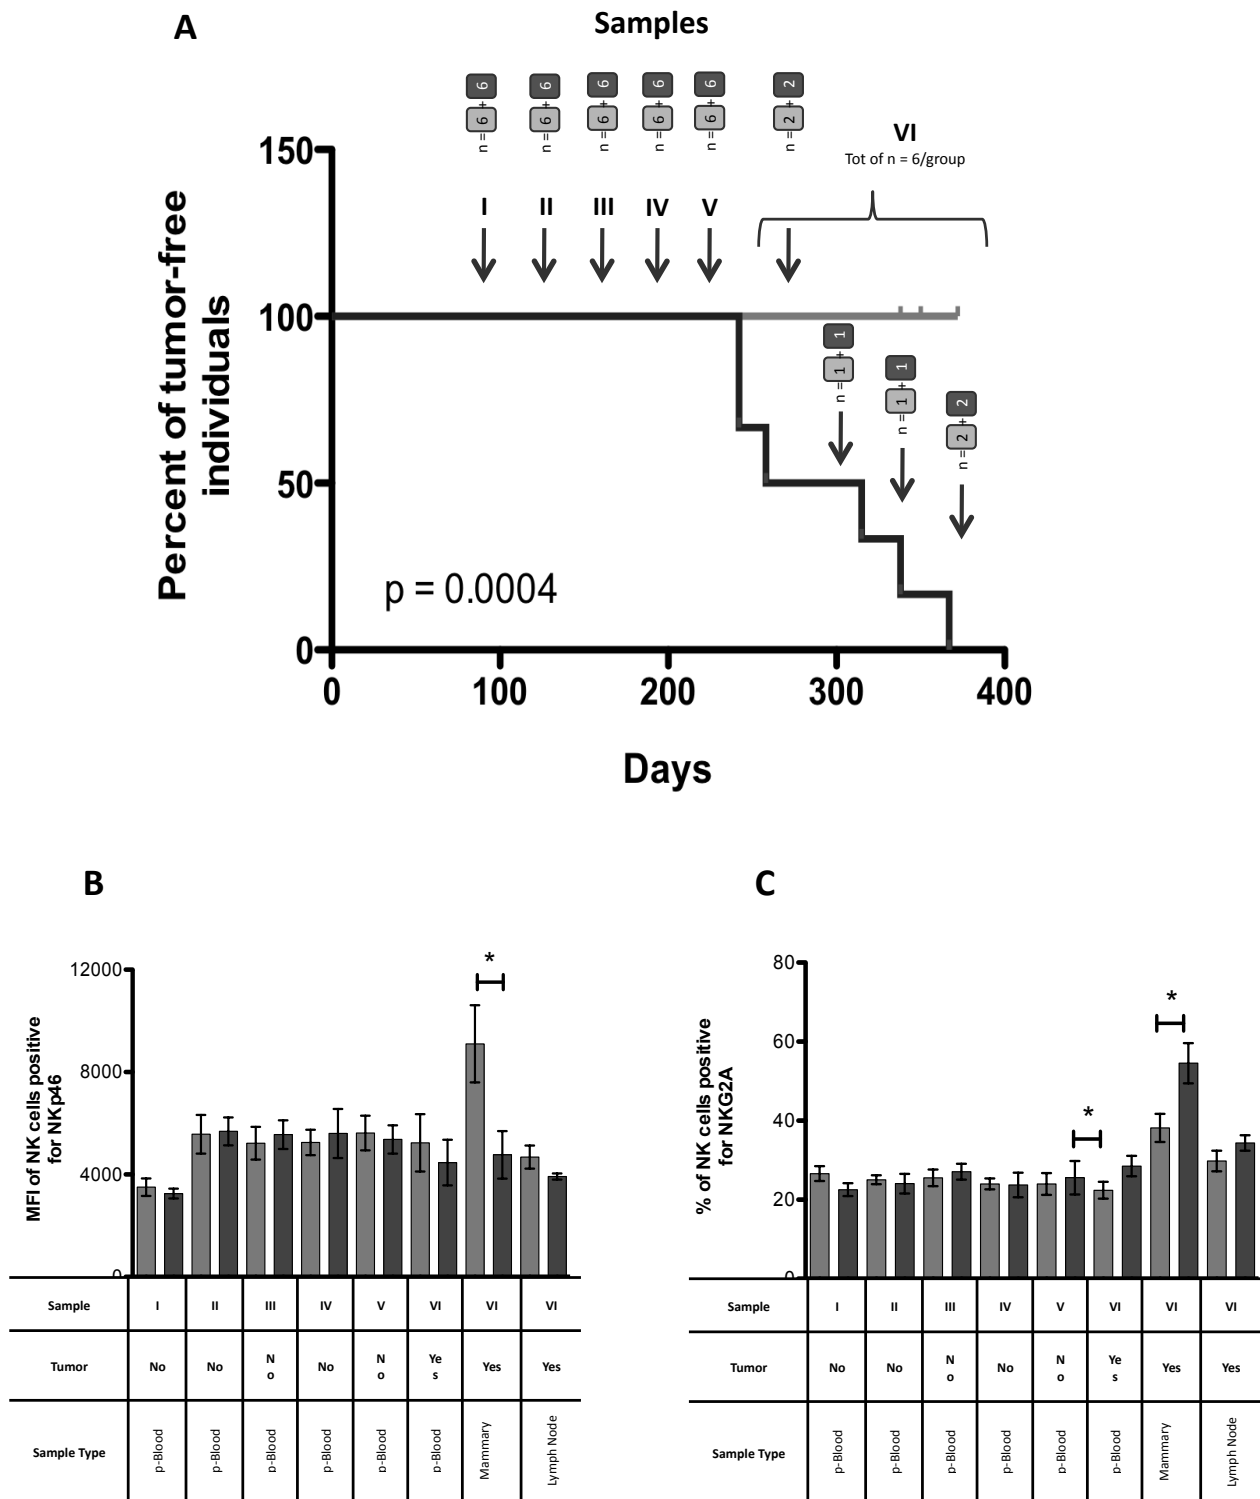 A
Samples
n = 6 + 6
n = 6 + 6
n = 6 + 6
n = 6 + 6
n = 6 + 6
n = 2 + 2
VI
Tot of n = 6/group
I II III IV V
Percent of tumor-free
individuals
150
100
50
0
n = 1 + 1
n = 1 + 1
n = 2 + 2
p = 0.0004
0 100 200 300 400
Days
B
MFI of NK cells positive
for NKp46
12000
8000
4000
0
*
Sample I II III IV V VI VI VI
Tumor No No No No No Yes Yes Yes
Sample Type p-Blood p-Blood p-Blood p-Blood p-Blood p-Blood Mammary Lymph Node
C
% of NK cells positive
for NKG2A
80
60
40
20
0
*
*
Sample I II III IV V VI VI VI
Tumor No No No No No Yes Yes Yes
Sample Type p-Blood p-Blood p-Blood p-Blood p-Blood p-Blood Mammary Lymph Node